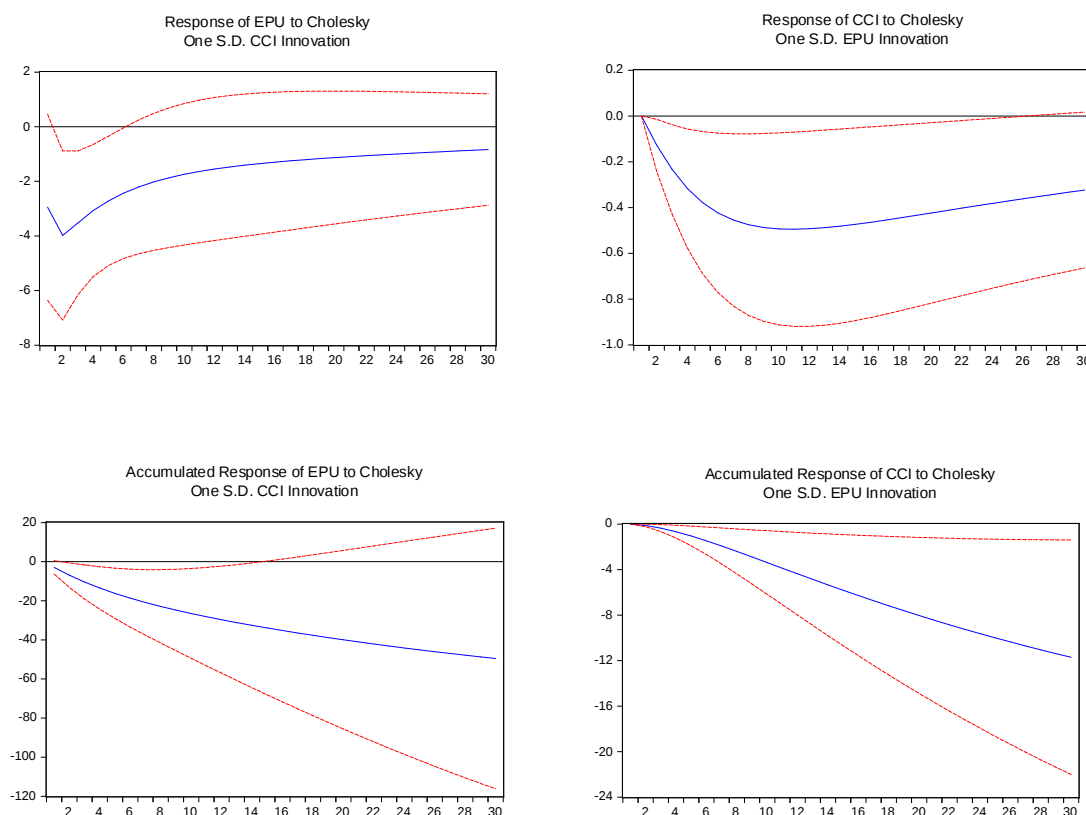 Response of EPU to Cholesky
One S.D. CCI Innovation
2
0
-2
-4
-6
-8
2 4 6 8 10 12 14 16 18 20 22 24 26 28 30
Response of CCI to Cholesky
One S.D. EPU Innovation
0.2
0.0
-0.2
-0.4
-0.6
-0.8
-1.0
2 4 6 8 10 12 14 16 18 20 22 24 26 28 30
Accumulated Response of EPU to Cholesky
One S.D. CCI Innovation
20
0
-20
-40
-60
-80
-100
-120
2 4 6 8 10 12 14 16 18 20 22 24 26 28 30
Accumulated Response of CCI to Cholesky
One S.D. EPU Innovation
0
-4
-8
-12
-16
-20
-24
2 4 6 8 10 12 14 16 18 20 22 24 26 28 30